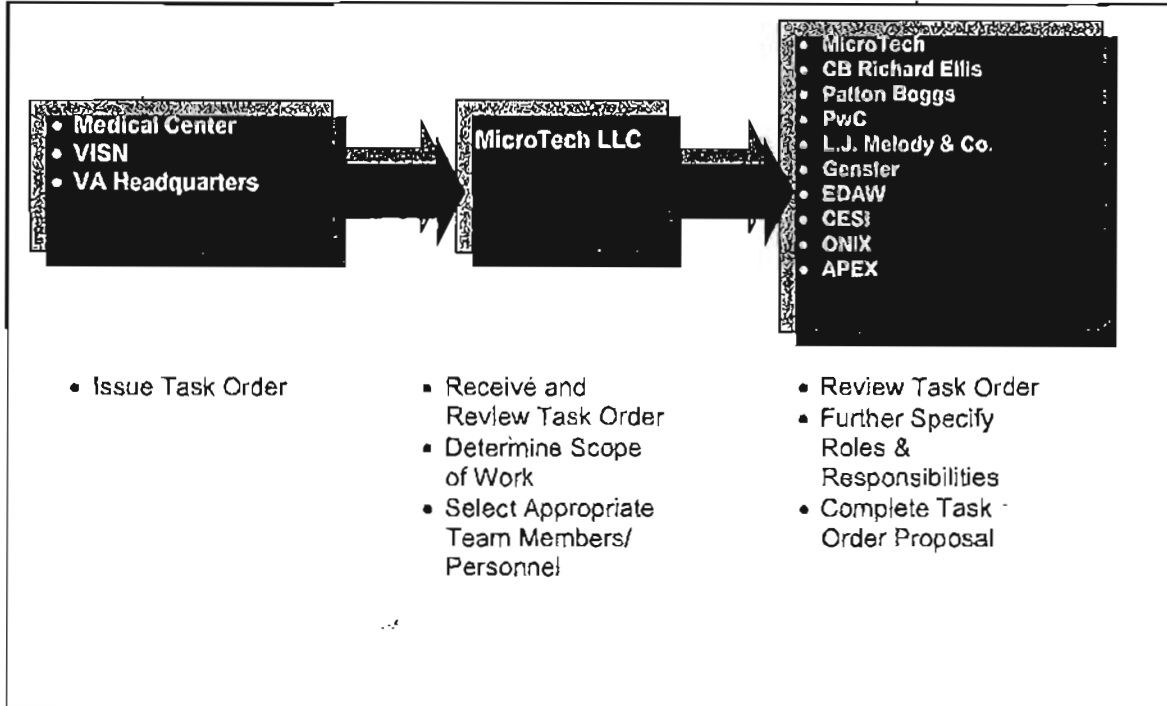 • Medical Center
• VISN
• VA Headquarters
MicroTech LLC
• MicroTech
• CB Richard Ellis
• Patton Boggs
• PwC
• L.J. Melody & Co.
• Gensler
• EDAW
• CESI
• ONIX
• APEX
• Issue Task Order
• Receive and
Review Task Order
• Determine Scope
of Work
• Select Appropriate
Team Members/
Personnel
• Review Task Order
• Further Specify
Roles &
Responsibilities
• Complete Task
Order Proposal